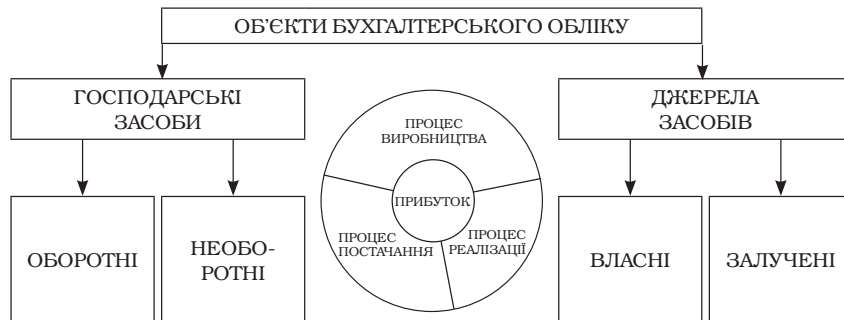 ОБ’ЄКТИ БУХГАЛТЕРСЬКОГО ОБЛІКУ
ГОСПОДАРСЬКІ
ЗАСОБИ
ДЖЕРЕЛА
ЗАСОБІВ
ПРОЦЕС
ВИРОБНИЦТВА
ПРИБУТОК
ПРОЦЕС
ПОСТАЧАННЯ
ПРОЦЕС
РЕАЛІЗАЦІЇ
ОБОРОТНІ
НЕОБО-
РОТНІ
ВЛАСНІ
ЗАЛУЧЕНІ